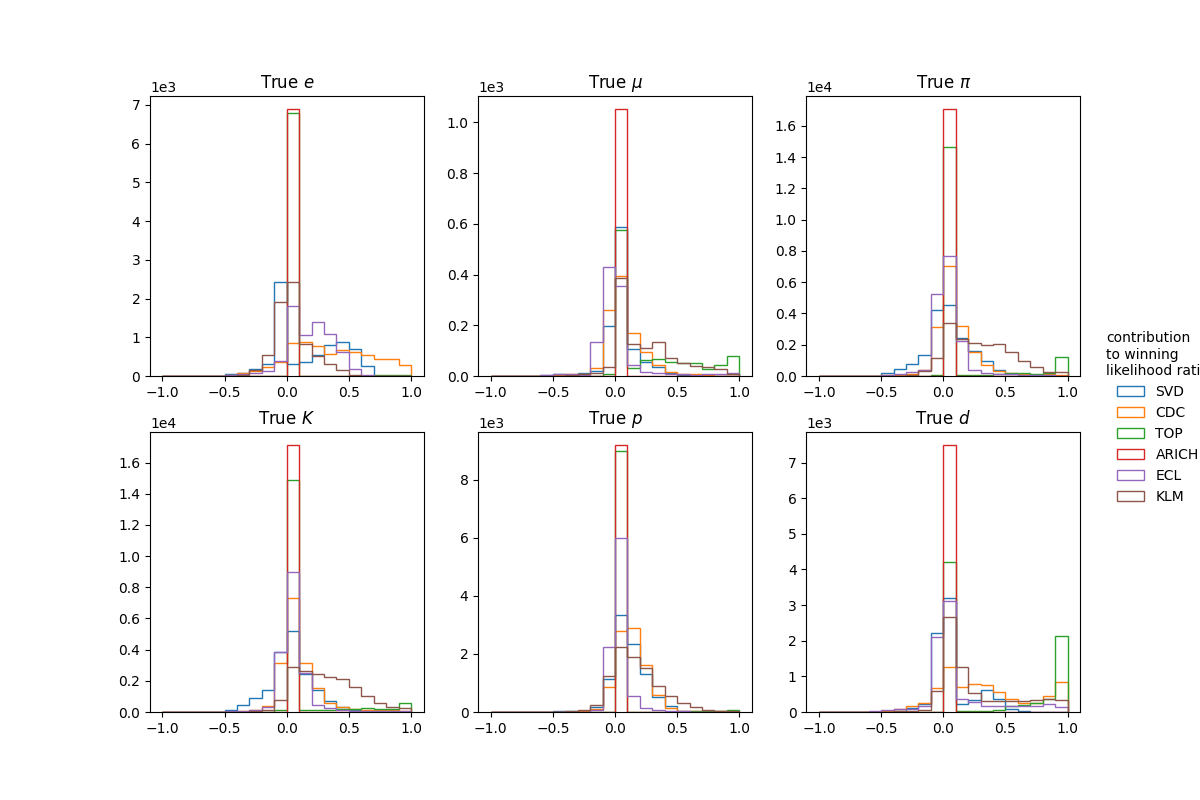 True e
1e3
7
6
5
4
3
2
1
0
−1.0 −0.5 0.0 0.5 1.0
True μ
1e3
1.0
0.8
0.6
0.4
0.2
0.0
−1.0 −0.5 0.0 0.5 1.0
True π
1e4
1.6
1.4
1.2
1.0
0.8
0.6
0.4
0.2
0.0
−1.0 −0.5 0.0 0.5 1.0
True K
1e4
1.6
1.4
1.2
1.0
0.8
0.6
0.4
0.2
0.0
−1.0 −0.5 0.0 0.5 1.0
True p
1e3
8
6
4
2
0
−1.0 −0.5 0.0 0.5 1.0
True d
1e3
7
6
5
4
3
2
1
0
−1.0 −0.5 0.0 0.5 1.0
contribution
to winning
likelihood rati
SVD
CDC
TOP
ARICH
ECL
KLM